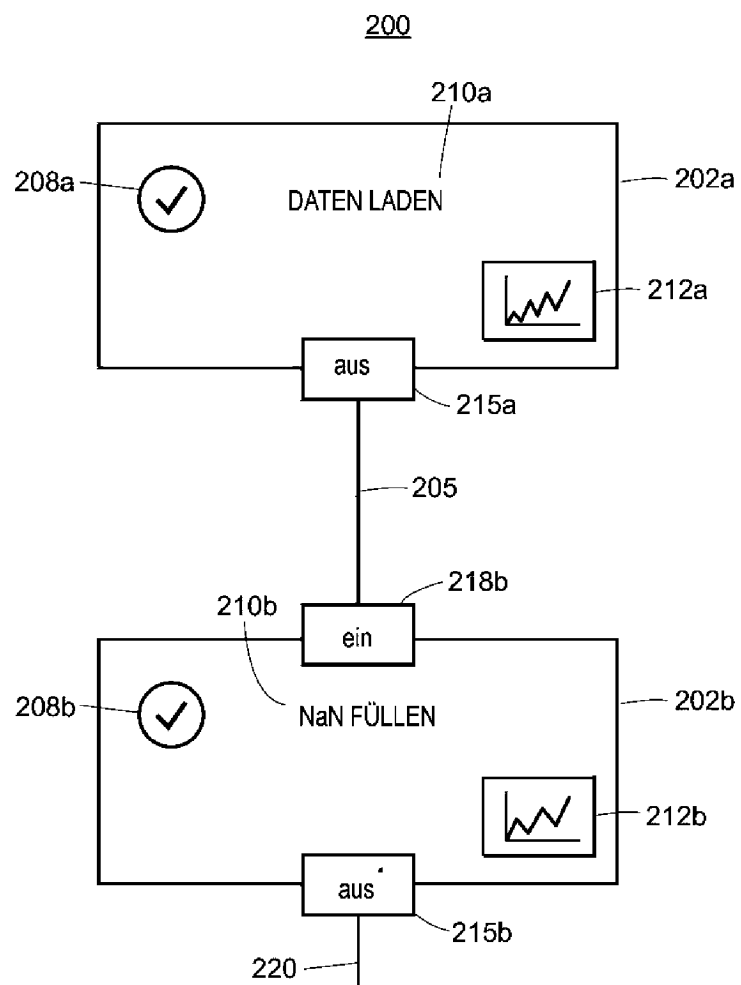 200
210a
208a
DATEN LADEN
202a
212a
aus
215a
205
218b
210b
ein
208b
NaN FÜLLEN
202b
212b
aus
215b
220